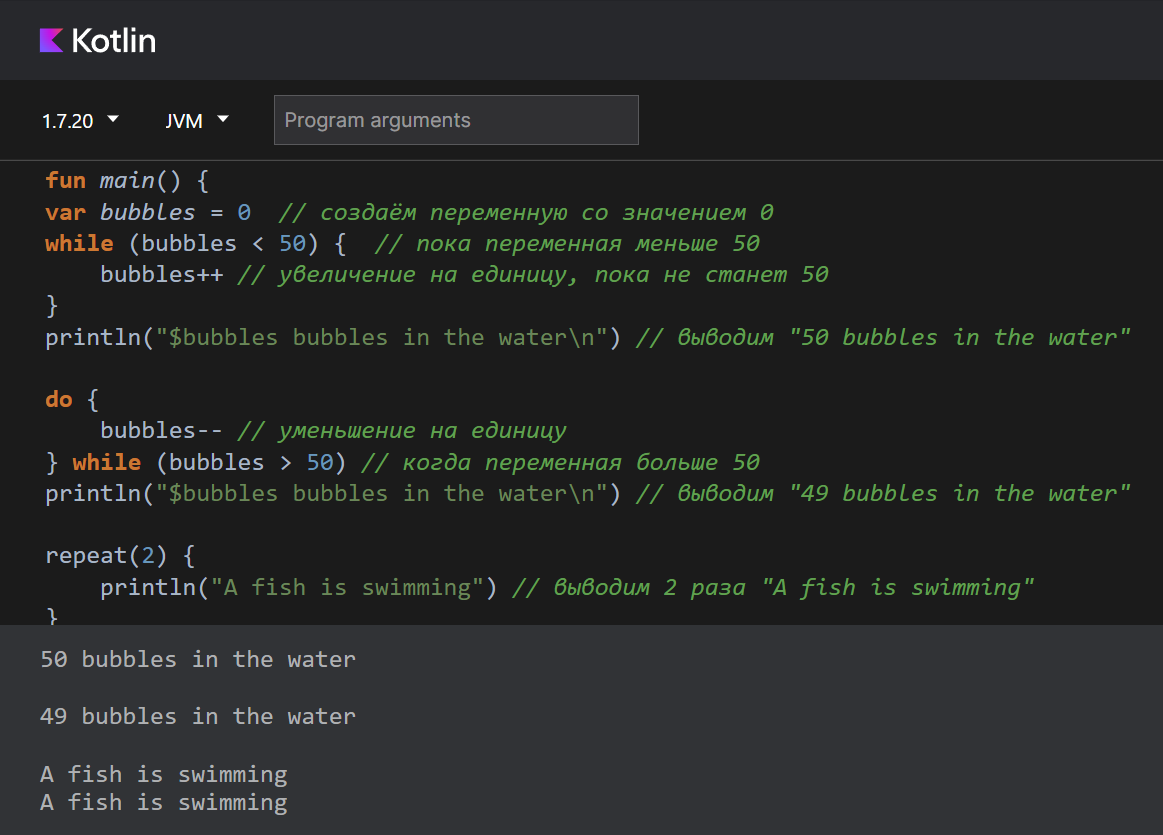 Kotlin
1.7.20 JVM Program arguments
fun main() {
var bubbles = 0  // создаём переменную со значением 0
while (bubbles < 50) {  // пока переменная меньше 50
    bubbles++ // увеличение на единицу, пока не станет 50
}
println("$bubbles bubbles in the water\n") // выводим "50 bubbles in the water"
do {
    bubbles-- // уменьшение на единицу
} while (bubbles > 50) // когда переменная больше 50
println("$bubbles bubbles in the water\n") // выводим "49 bubbles in the water"
repeat(2) {
    println("A fish is swimming") // выводим 2 раза "A fish is swimming"
}
50 bubbles in the water
49 bubbles in the water
A fish is swimming
A fish is swimming